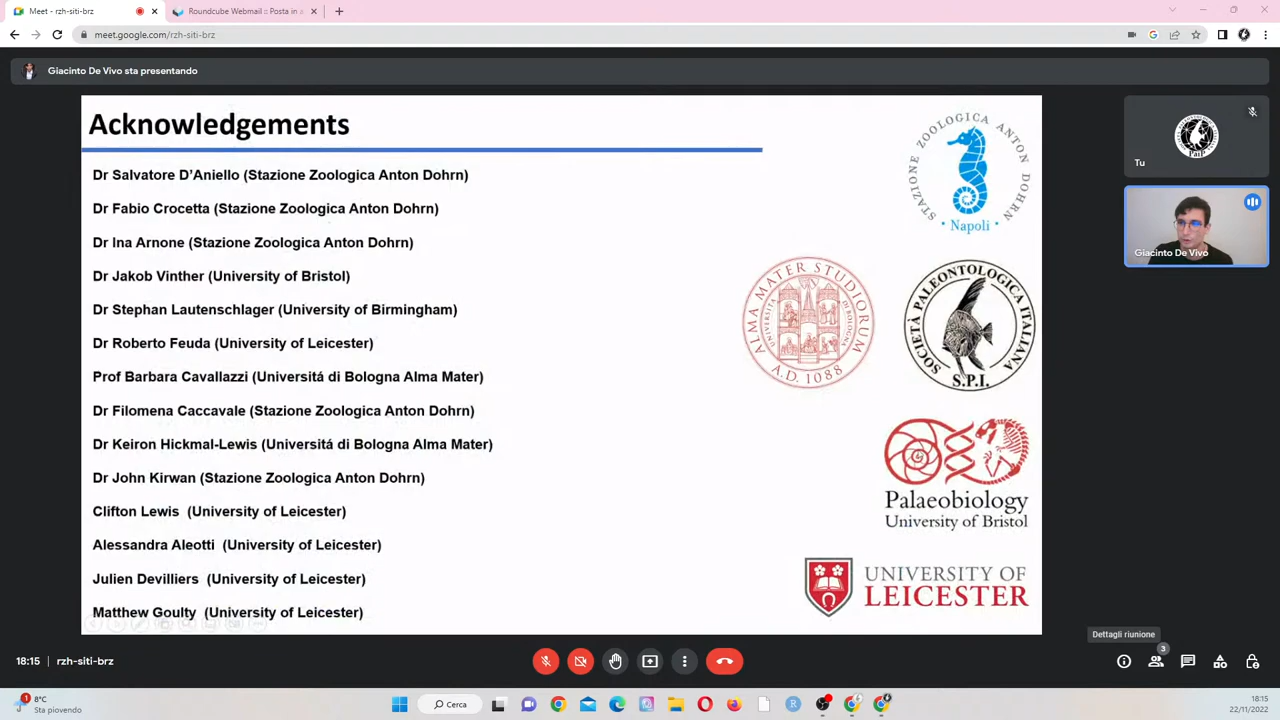 Meet - rzh-siti-brz
Roundcube Webmail :: Posta in a
meet.google.com/rzh-siti-brz
Giacinto De Vivo sta presentando
Acknowledgements
Dr Salvatore D'Aniello (Stazione Zoologica Anton Dohrn)
Dr Fabio Crocetta (Stazione Zoologica Anton Dohrn)
Dr Ina Arnone (Stazione Zoologica Anton Dohrn)
Dr Jakob Vinther (University of Bristol)
Dr Stephan Lautenschlager (University of Birmingham)
Dr Roberto Feuda (University of Leicester)
Prof Barbara Cavallazzi (Universitá di Bologna Alma Mater)
Dr Filomena Caccavale (Stazione Zoologica Anton Dohrn)
Dr Keiron Hickmal-Lewis (Universitá di Bologna Alma Mater)
Dr John Kirwan (Stazione Zoologica Anton Dohrn)
Clifton Lewis (University of Leicester)
Alessandra Aleotti (University of Leicester)
Julien Devilliers (University of Leicester)
Matthew Goulty (University of Leicester)
STAZIONE ZOOLOGICA ANTON DOHRN
• Napoli •
ALMA MATER STUDIORUM
A.D. 1088
SOCIETÀ PALEONTOLOGICA ITALIANA
S.P.I.
Palaeobiology
University of Bristol
UNIVERSITY OF
LEICESTER
Tu
Giacinto De Vivo
Dettagli riunione
3
18:15
rzh-siti-brz
1
8°C
Sta piovendo
Cerca
18:15
22/11/2022